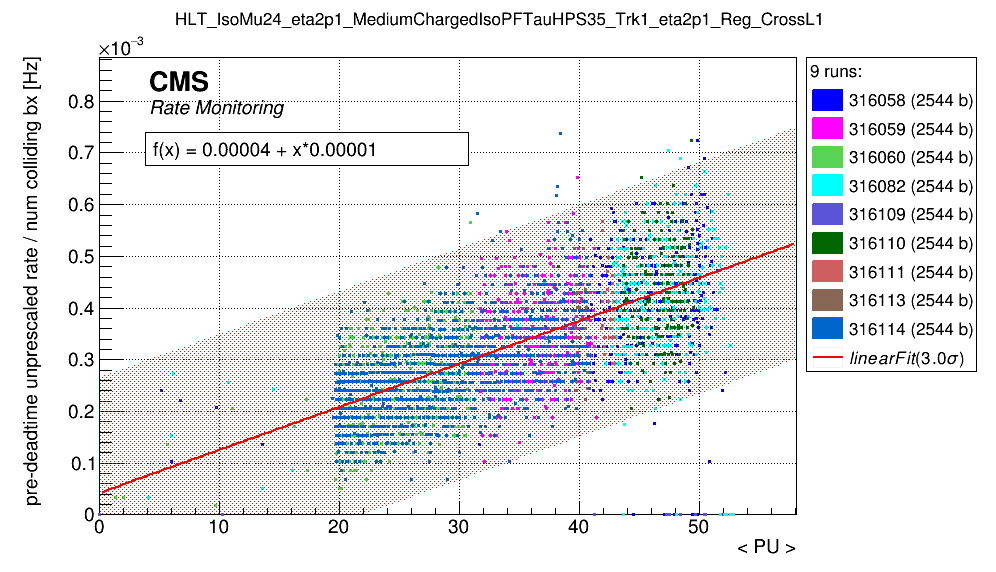 HLT_IsoMu24_eta2p1_MediumChargedIsoPFTauHPS35_Trk1_eta2p1_Reg_CrossL1
×10⁻³
pre-deadtime unprescaled rate / num colliding bx [Hz]
CMS
Rate Monitoring
f(x) = 0.00004 + x*0.00001
0.8
0.7
0.6
0.5
0.4
0.3
0.2
0.1
0
0 10 20 30 40 50
< PU >
9 runs:
316058 (2544 b)
316059 (2544 b)
316060 (2544 b)
316082 (2544 b)
316109 (2544 b)
316110 (2544 b)
316111 (2544 b)
316113 (2544 b)
316114 (2544 b)
linearFit(3.0σ)